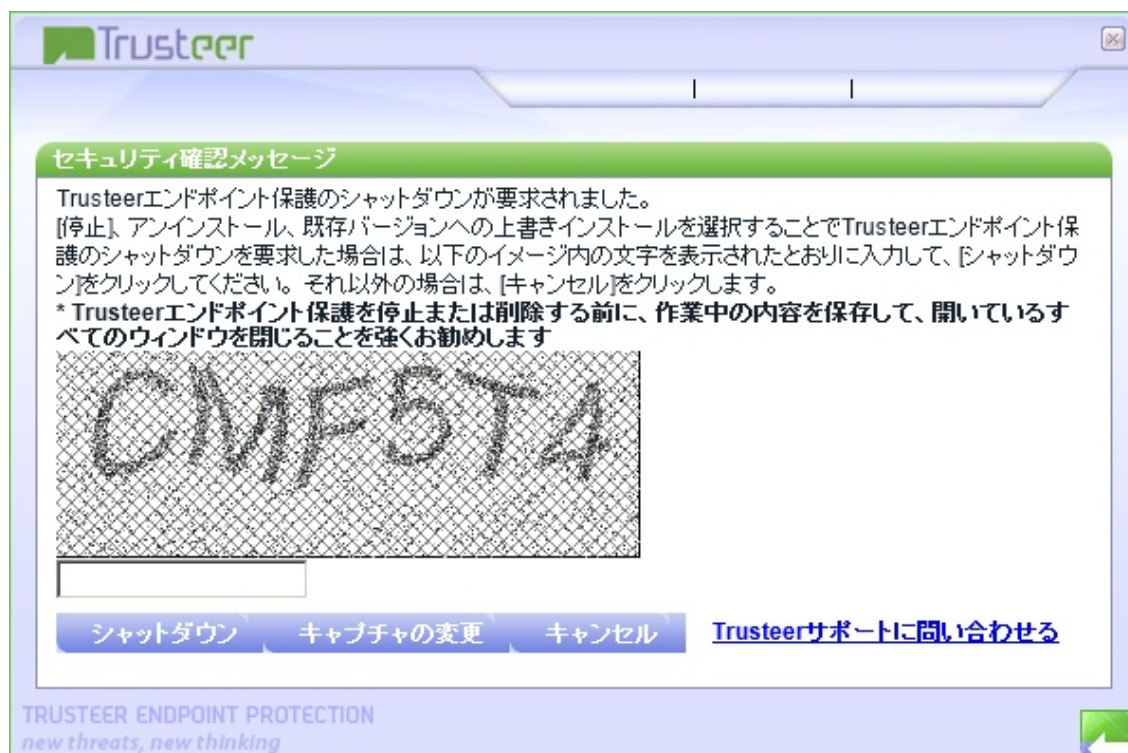 Trusteer
セキュリティ確認メッセージ
Trusteerエンドポイント保護のシャットダウンが要求されました。
[停止]、アンインストール、既存バージョンへの上書きインストールを選択することでTrusteerエンドポイント保
護のシャットダウンを要求した場合は、以下のイメージ内の文字を表示されたとおりに入力して、[シャットダウ
ン]をクリックしてください。それ以外の場合は、[キャンセル]をクリックします。
* Trusteerエンドポイント保護を停止または削除する前に、作業中の内容を保存して、開いているす
べてのウィンドウを閉じることを強くお勧めします
CMF5T4
シャットダウン キャプチャの変更 キャンセル Trusteerサポートに問い合わせる
TRUSTEER ENDPOINT PROTECTION
new threats, new thinking